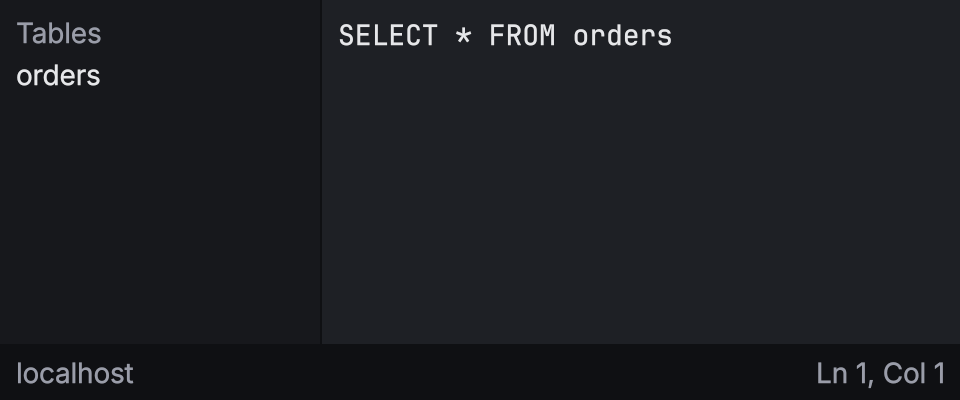 Tables
orders
SELECT * FROM orders
localhost
Ln 1, Col 1